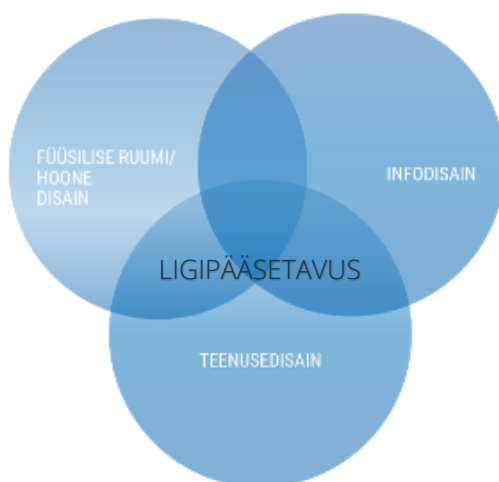 FÜÜSILISE RUUMI/
HOONE
DISAIN
INFODISAIN
LIGIPÄÄSETAVUS
TEENUSEDISAIN